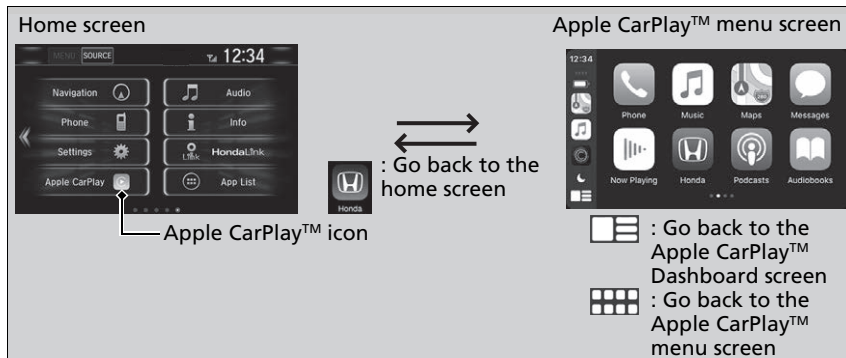 Home screen
MENU SOURCE 12:34
Navigation Audio
Phone Info
Settings Link HondaLink
Apple CarPlay App List
Apple CarPlay™ icon
Honda
: Go back to the
home screen
Apple CarPlay™ menu screen
12:34
Phone Music Maps Messages
Now Playing Honda Podcasts Audiobooks
: Go back to the
Apple CarPlay™
Dashboard screen
: Go back to the
Apple CarPlay™
menu screen